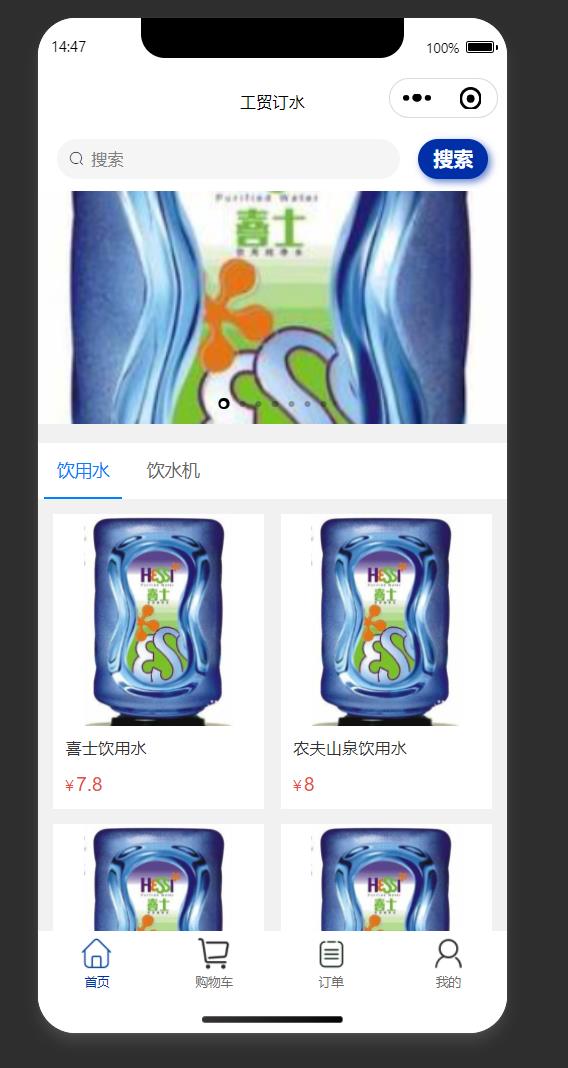 14:47
100%
工贸订水
搜索
搜索
Purified Water
喜士
饮用纯净水
饮用水
饮水机
HESSI
喜士
HESSI
喜士
喜士饮用水
农夫山泉饮用水
¥7.8
¥8
HESSI
喜士
HESSI
喜士
首页
购物车
订单
我的